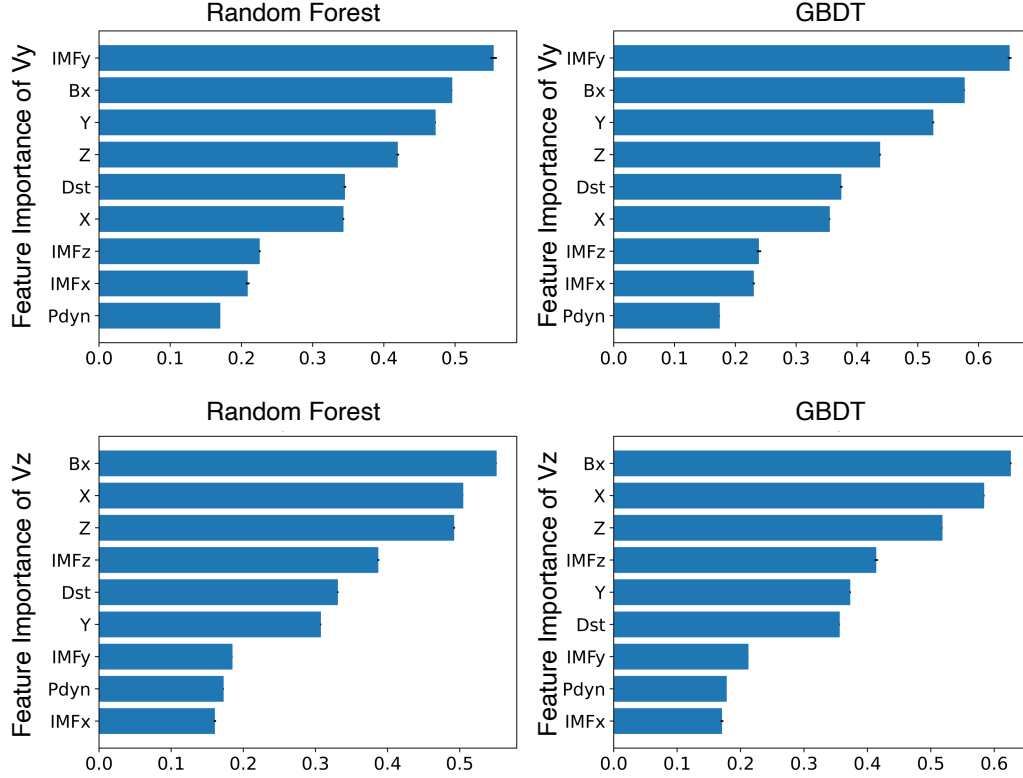 Random Forest
Feature Importance of Vy
IMFy
Bx
Y
Z
Dst
X
IMFz
IMFx
Pdyn
0.0 0.1 0.2 0.3 0.4 0.5
GBDT
Feature Importance of Vy
IMFy
Bx
Y
Z
Dst
X
IMFz
IMFx
Pdyn
0.0 0.1 0.2 0.3 0.4 0.5 0.6
Random Forest
Feature Importance of Vz
Bx
X
Z
IMFz
Dst
Y
IMFy
Pdyn
IMFx
0.0 0.1 0.2 0.3 0.4 0.5
GBDT
Feature Importance of Vz
Bx
X
Z
IMFz
Y
Dst
IMFy
Pdyn
IMFx
0.0 0.1 0.2 0.3 0.4 0.5 0.6